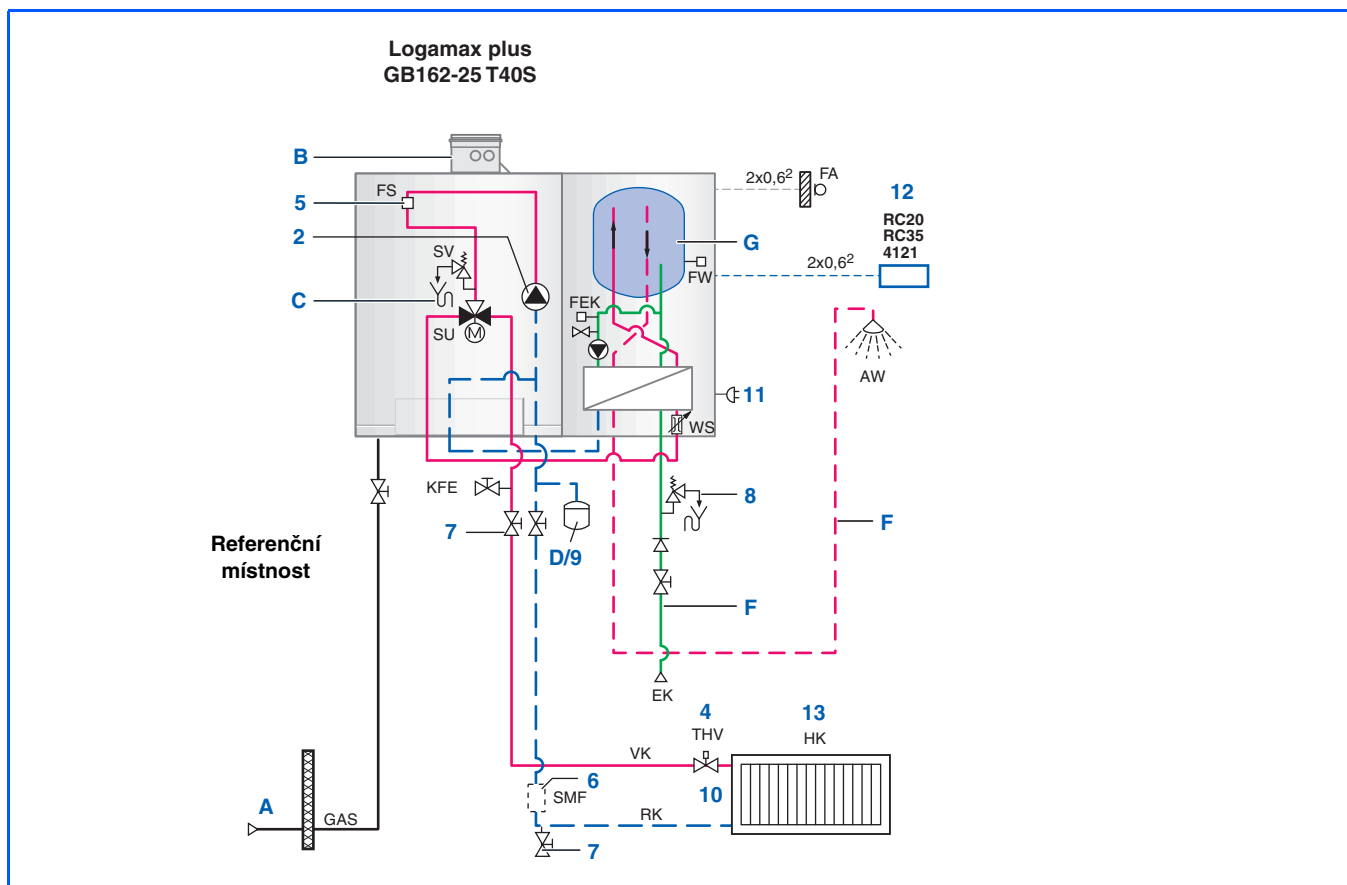 Logamax plus
GB162-25 T40S
B
5
FS
2
SV
C
SU
M
G
FW
FEK
2x0,6²
FA
12
RC20
RC35
4121
2x0,6²
AW
11
WS
KFE
7
D/9
8
F
F
Referenční
místnost
EK
4
THV
13
HK
VK
6
SMF
10
RK
7
A
GAS